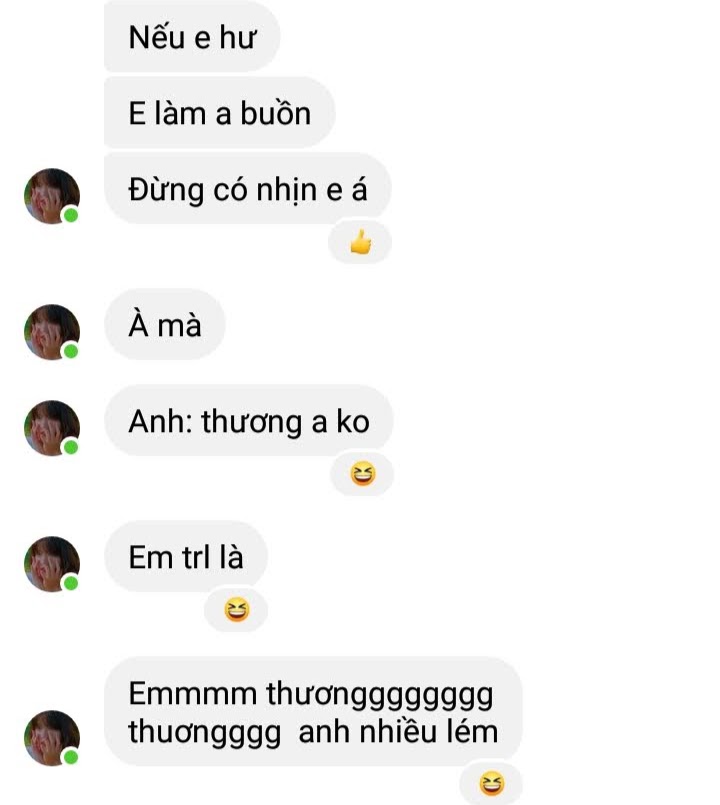 Nếu e hư
E làm a buồn
Đừng có nhịn e á
À mà
Anh: thương a ko
Em trl là
Emmmm thươngggggggg
thuơngggg anh nhiều lém